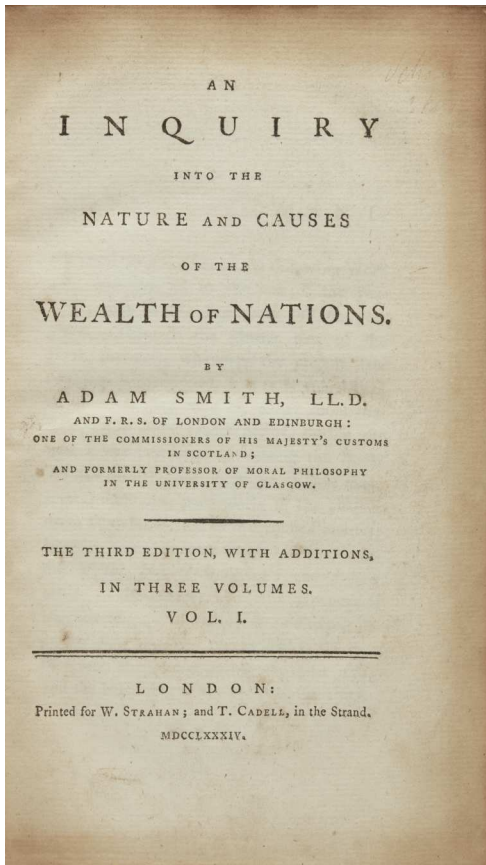 AN
INQUIRY
INTO THE
NATURE AND CAUSES
OF THE
WEALTH OF NATIONS.
BY
ADAM SMITH, LL.D.
AND F. R. S. OF LONDON AND EDINBURGH:
ONE OF THE COMMISSIONERS OF HIS MAJESTY'S CUSTOMS
IN SCOTLAND;
AND FORMERLY PROFESSOR OF MORAL PHILOSOPHY
IN THE UNIVERSITY OF GLASGOW.
THE THIRD EDITION, WITH ADDITIONS,
IN THREE VOLUMES.
VOL. I.
LONDON:
Printed for W. STRAHAN; and T. CADELL, in the Strand.
MDCCLXXXIV.